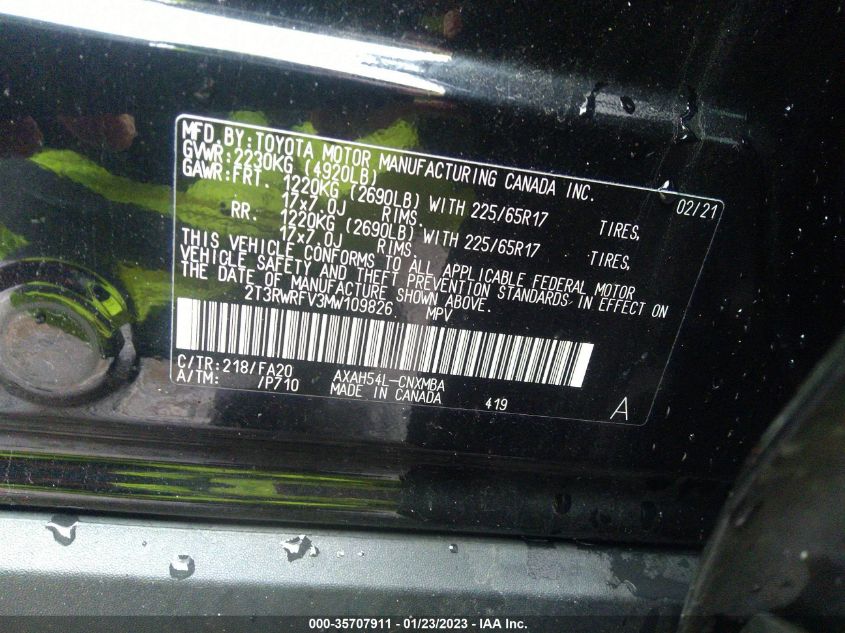 MFD. BY: TOYOTA MOTOR MANUFACTURING CANADA INC. 02/21
GVWR: 2230KG (4920LB)
GAWR: FRT. 1220KG (2690LB) WITH 225/65R17 TIRES,
17x7.0J RIMS.
RR. 1220KG (2690LB) WITH 225/65R17 TIRES,
17x7.0J RIMS.
THIS VEHICLE CONFORMS TO ALL APPLICABLE FEDERAL MOTOR
VEHICLE SAFETY AND THEFT PREVENTION STANDARDS IN EFFECT ON
THE DATE OF MANUFACTURE SHOWN ABOVE.
2T3RWRFV3MW109826 MPV
C/TR: 218/FA20 AXAH54L-CNXMBA
A/TM: /P710 MADE IN CANADA 419 A
000-35707911 — 01/23/2023 — IAA Inc.